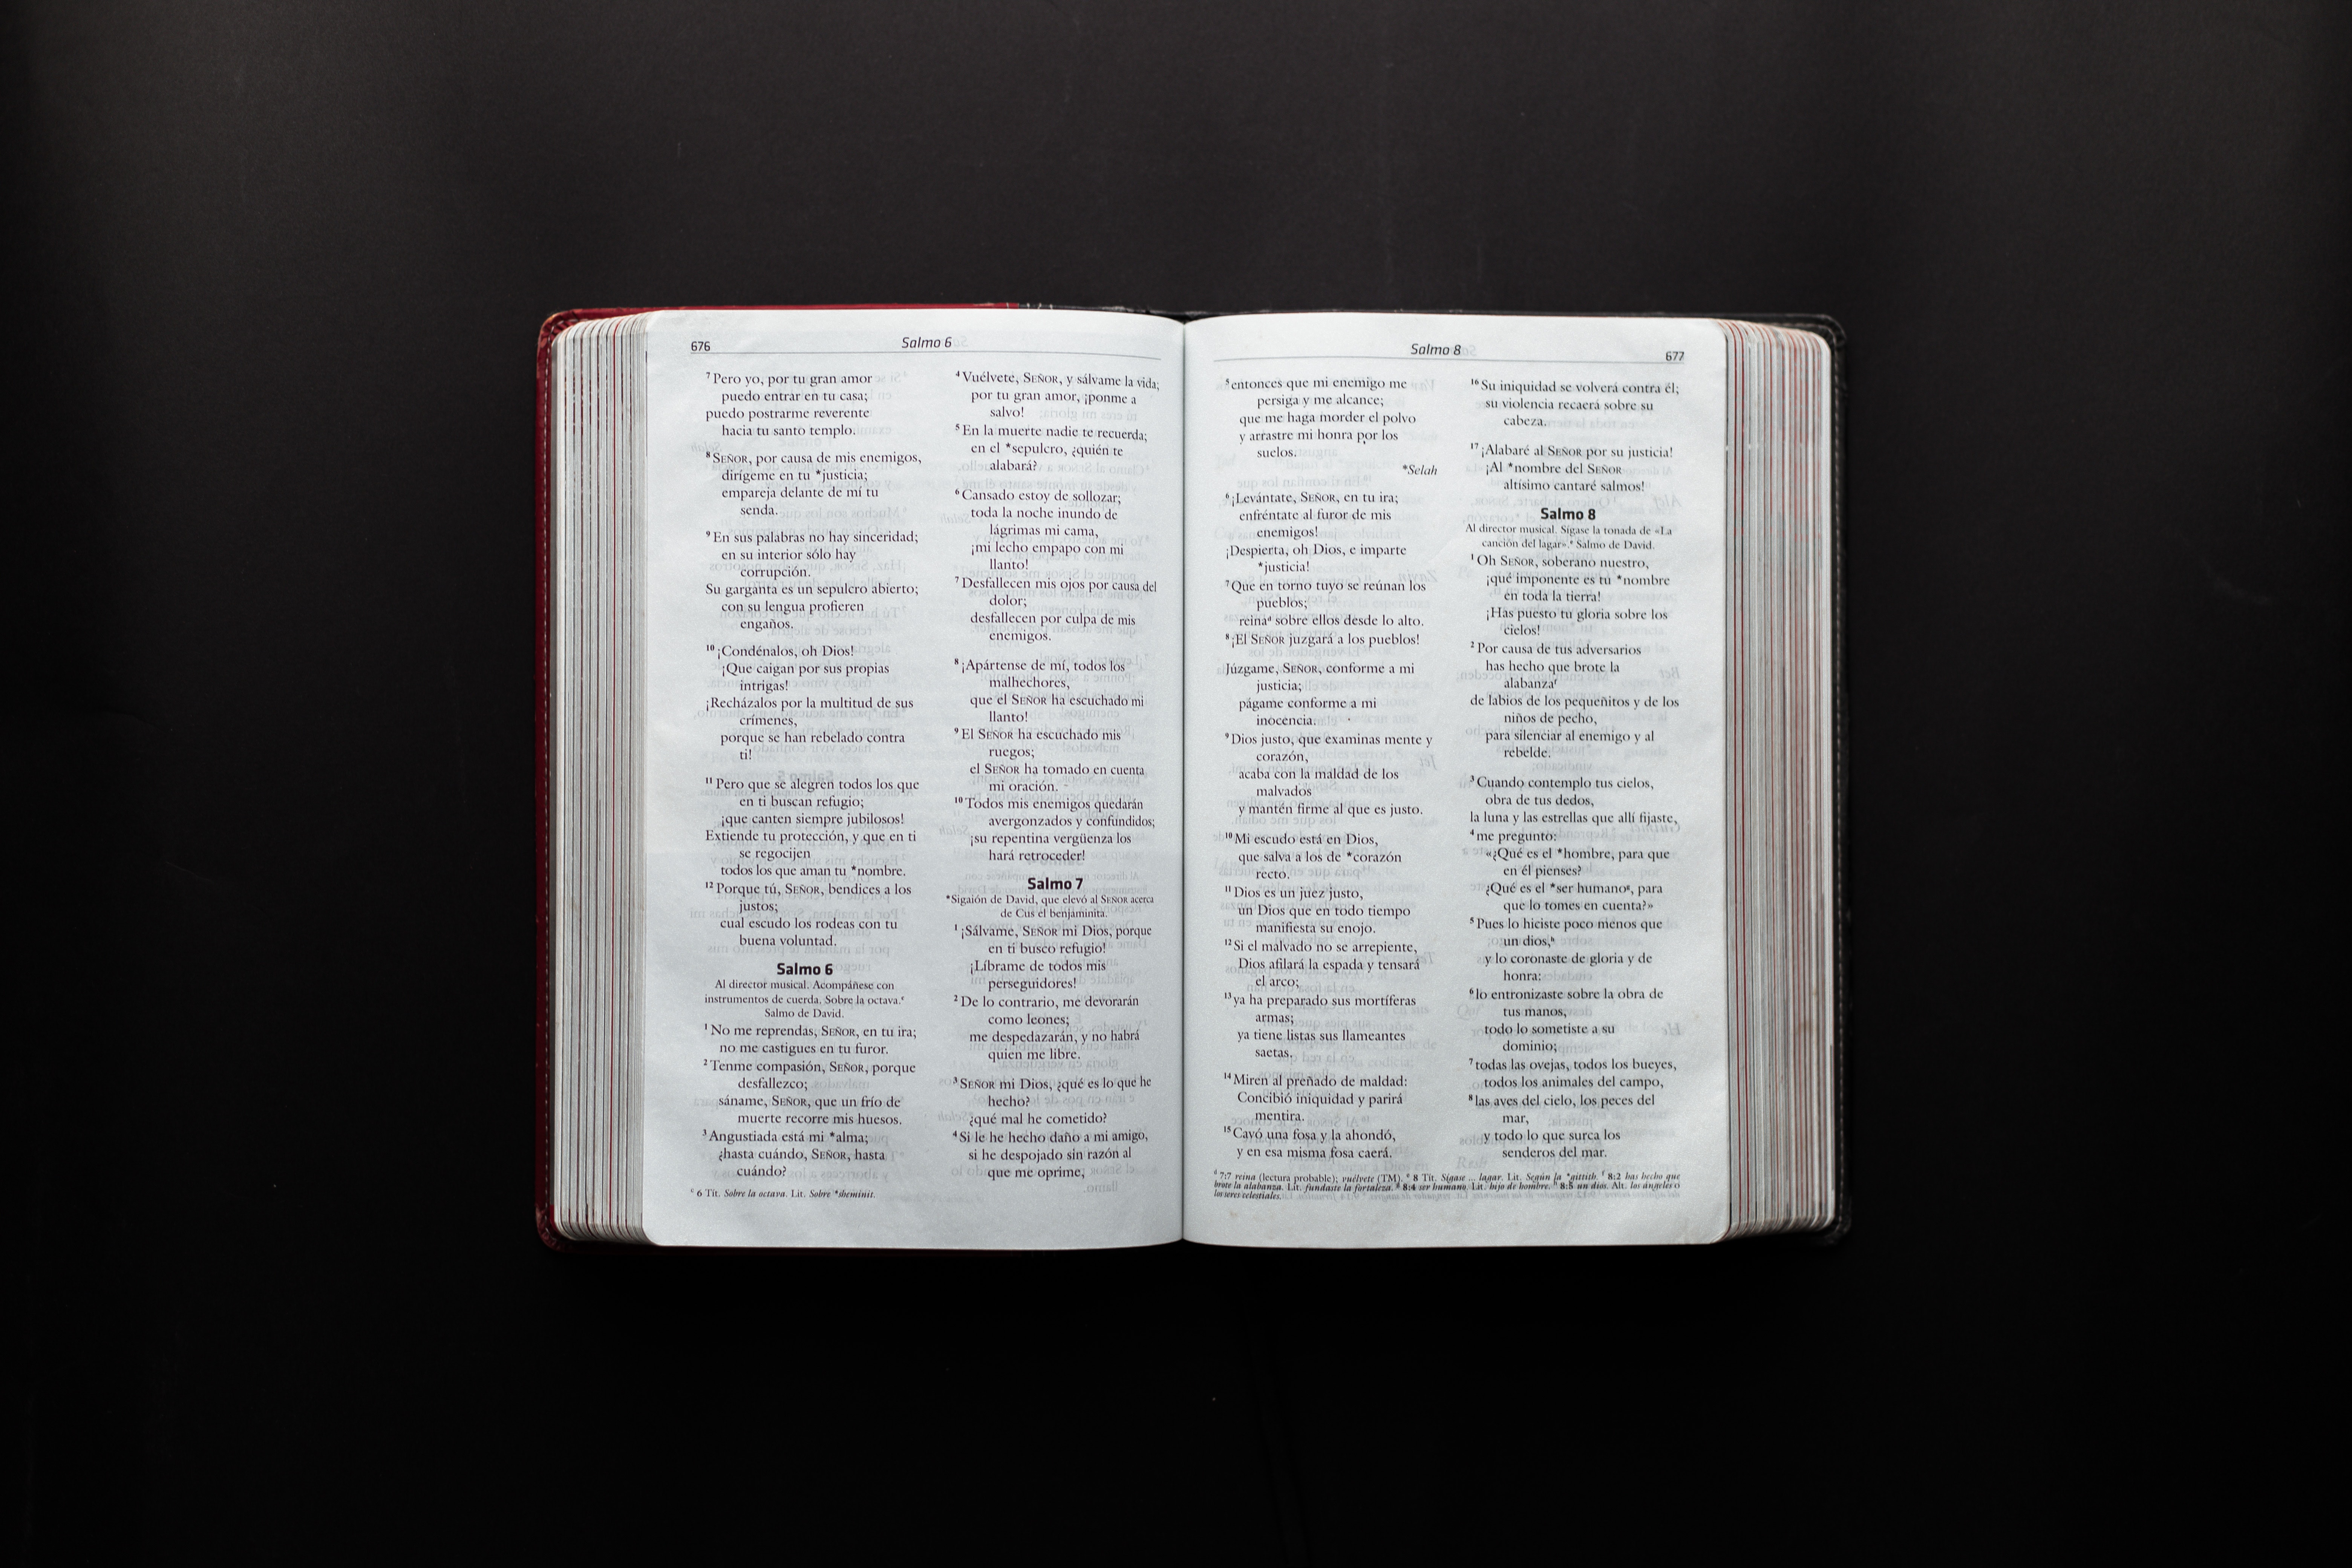 676
Salmo 6
⁷ Pero yo, por tu gran amor
puedo entrar en tu casa;
puedo postrarme reverente
hacia tu santo templo.
⁸ SEÑOR, por causa de mis enemigos,
dirígeme en tu *justicia;
empareja delante de mí tu
senda.
⁹ En sus palabras no hay sinceridad;
en su interior sólo hay
corrupción.
Su garganta es un sepulcro abierto;
con su lengua profieren
engaños.
¹⁰ ¡Condénalos, oh Dios!
¡Que caigan por sus propias
intrigas!
¡Recházalos por la multitud de sus
crímenes,
porque se han rebelado contra
ti!
¹¹ Pero que se alegren todos los que
en ti buscan refugio;
¡que canten siempre jubilosos!
Extiende tu protección, y que en ti
se regocijen
todos los que aman tu *nombre.
¹² Porque tú, SEÑOR, bendices a los
justos;
cual escudo los rodeas con tu
buena voluntad.
Salmo 6
Al director musical. Acompáñese con
instrumentos de cuerda. Sobre la octava.ᶜ
Salmo de David.
¹ No me reprendas, SEÑOR, en tu ira;
no me castigues en tu furor.
² Tenme compasión, SEÑOR, porque
desfallezco;
sáname, SEÑOR, que un frío de
muerte recorre mis huesos.
³ Angustiada está mi *alma;
¿hasta cuándo, SEÑOR, hasta
cuándo?
⁴ Vuélvete, SEÑOR, y sálvame la vida;
por tu gran amor, ¡ponme a
salvo!
⁵ En la muerte nadie te recuerda;
en el *sepulcro, ¿quién te
alabará?
⁶ Cansado estoy de sollozar;
toda la noche inundo de
lágrimas mi cama,
¡mi lecho empapo con mi
llanto!
⁷ Desfallecen mis ojos por causa del
dolor;
desfallecen por culpa de mis
enemigos.
⁸ ¡Apártense de mí, todos los
malhechores,
que el SEÑOR ha escuchado mi
llanto!
⁹ El SEÑOR ha escuchado mis
ruegos;
el SEÑOR ha tomado en cuenta
mi oración.
¹⁰ Todos mis enemigos quedarán
avergonzados y confundidos;
¡su repentina vergüenza los
hará retroceder!
Salmo 7
*Sigaión de David, que elevó al SEÑOR acerca
de Cus el benjaminita.
¹ ¡Sálvame, SEÑOR mi Dios, porque
en ti busco refugio!
¡Líbrame de todos mis
perseguidores!
² De lo contrario, me devorarán
como leones;
me despedazarán, y no habrá
quien me libre.
³ SEÑOR mi Dios, ¿qué es lo que he
hecho?
¿qué mal he cometido?
⁴ Si le he hecho daño a mi amigo,
si he despojado sin razón al
que me oprime,
ᶜ 6 Tít. Sobre la octava. Lit. Sobre *sheminit.
Salmo 8
677
⁵ entonces que mi enemigo me
persiga y me alcance;
que me haga morder el polvo
y arrastre mi honra por los
suelos.
*Selah
⁶ ¡Levántate, SEÑOR, en tu ira;
enfréntate al furor de mis
enemigos!
¡Despierta, oh Dios, e imparte
*justicia!
⁷ Que en torno tuyo se reúnan los
pueblos;
reinaᵈ sobre ellos desde lo alto.
⁸ ¡El SEÑOR juzgará a los pueblos!
Júzgame, SEÑOR, conforme a mi
justicia;
págame conforme a mi
inocencia.
⁹ Dios justo, que examinas mente y
corazón,
acaba con la maldad de los
malvados
y mantén firme al que es justo.
¹⁰ Mi escudo está en Dios,
que salva a los de *corazón
recto.
¹¹ Dios es un juez justo,
un Dios que en todo tiempo
manifiesta su enojo.
¹² Si el malvado no se arrepiente,
Dios afilará la espada y tensará
el arco;
¹³ ya ha preparado sus mortíferas
armas;
ya tiene listas sus llameantes
saetas.
¹⁴ Miren al preñado de maldad:
Concibió iniquidad y parirá
mentira.
¹⁵ Cavó una fosa y la ahondó,
y en esa misma fosa caerá.
¹⁶ Su iniquidad se volverá contra él;
su violencia recaerá sobre su
cabeza.
¹⁷ ¡Alabaré al SEÑOR por su justicia!
¡Al *nombre del SEÑOR
altísimo cantaré salmos!
Salmo 8
Al director musical. Sígase la tonada de «La
canción del lagar».ᵉ Salmo de David.
¹ Oh SEÑOR, soberano nuestro,
¡qué imponente es tu *nombre
en toda la tierra!
¡Has puesto tu gloria sobre los
cielos!
² Por causa de tus adversarios
has hecho que brote la
alabanzaᶠ
de labios de los pequeñitos y de los
niños de pecho,
para silenciar al enemigo y al
rebelde.
³ Cuando contemplo tus cielos,
obra de tus dedos,
la luna y las estrellas que allí fijaste,
⁴ me pregunto:
«¿Qué es el *hombre, para que
en él pienses?
¿Qué es el *ser humanoᵍ, para
que lo tomes en cuenta?»
⁵ Pues lo hiciste poco menos que
un dios,ʰ
y lo coronaste de gloria y de
honra:
⁶ lo entronizaste sobre la obra de
tus manos,
todo lo sometiste a su
dominio;
⁷ todas las ovejas, todos los bueyes,
todos los animales del campo,
⁸ las aves del cielo, los peces del
mar,
y todo lo que surca los
senderos del mar.
ᵈ 7:7 reina (lectura probable); vuélvete (TM). ᵉ 8 Tít. Sígase ... lagar. Lit. Según la *gittith. ᶠ 8:2 has hecho que
brote la alabanza. Lit. fundaste la fortaleza. ᵍ 8:4 ser humano. Lit. hijo de hombre. ʰ 8:5 un dios. Alt. los ángeles o
los seres celestiales.